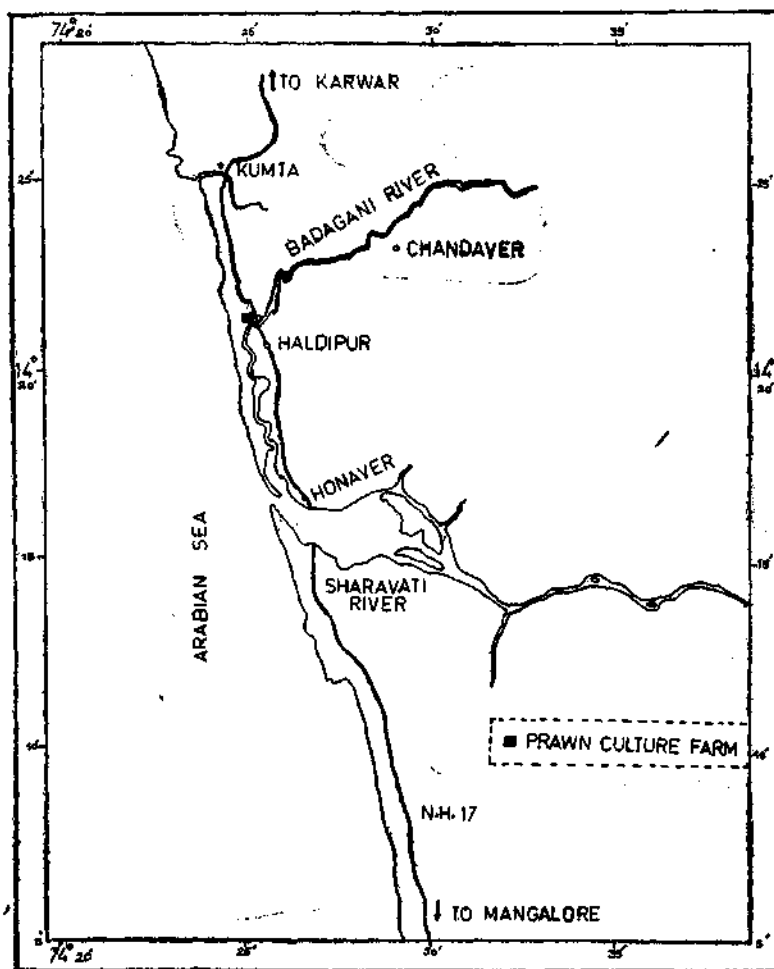 74° 20' 25' 30' 35'
TO KARWAR
KUMTA
25' 25'
BADAGANI RIVER
CHANDAVER
HALDIPUR
14° 20' 14° 20'
HONAVER
ARABIAN SEA
15' 15'
SHARAVATI
RIVER
PRAWN CULTURE FARM
10' 10'
N.H.17
TO MANGALORE
5' 5'
74° 20' 25' 30' 35'